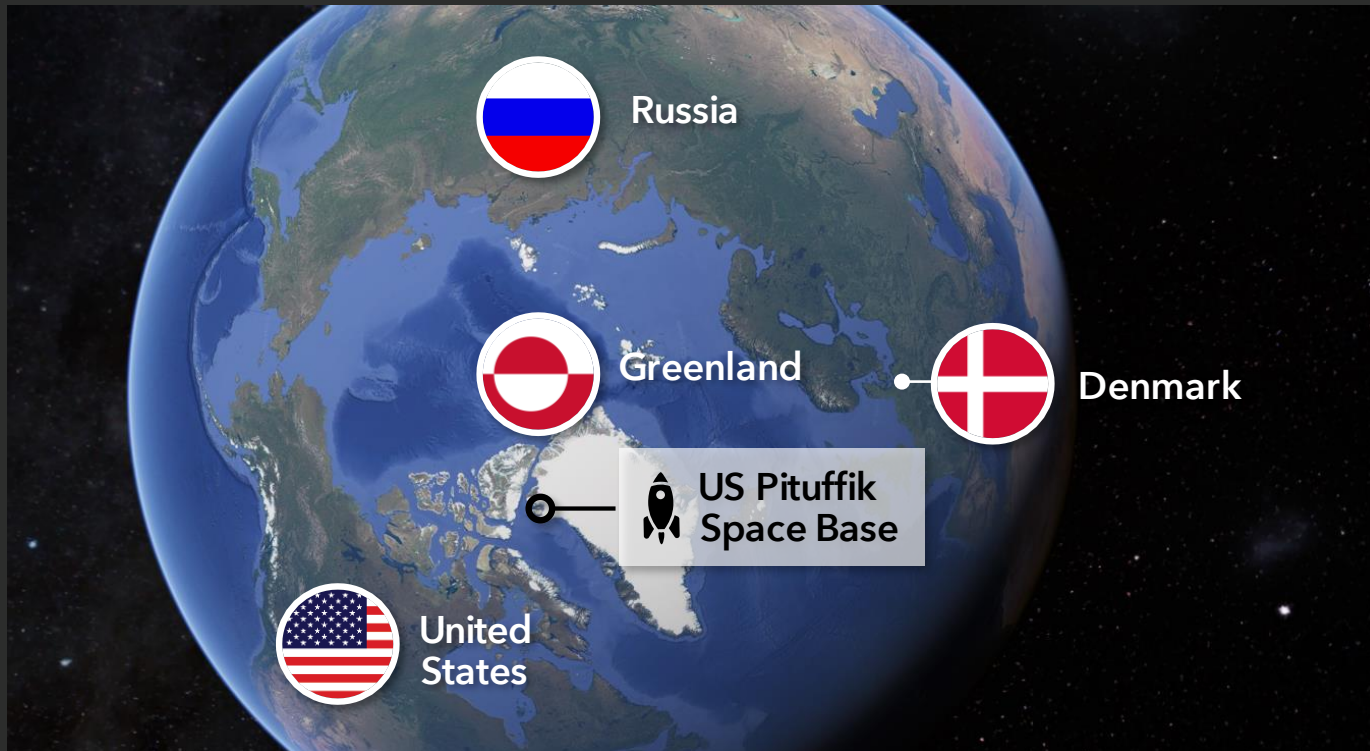 Russia
Greenland
Denmark
US Pituffik
Space Base
United
States